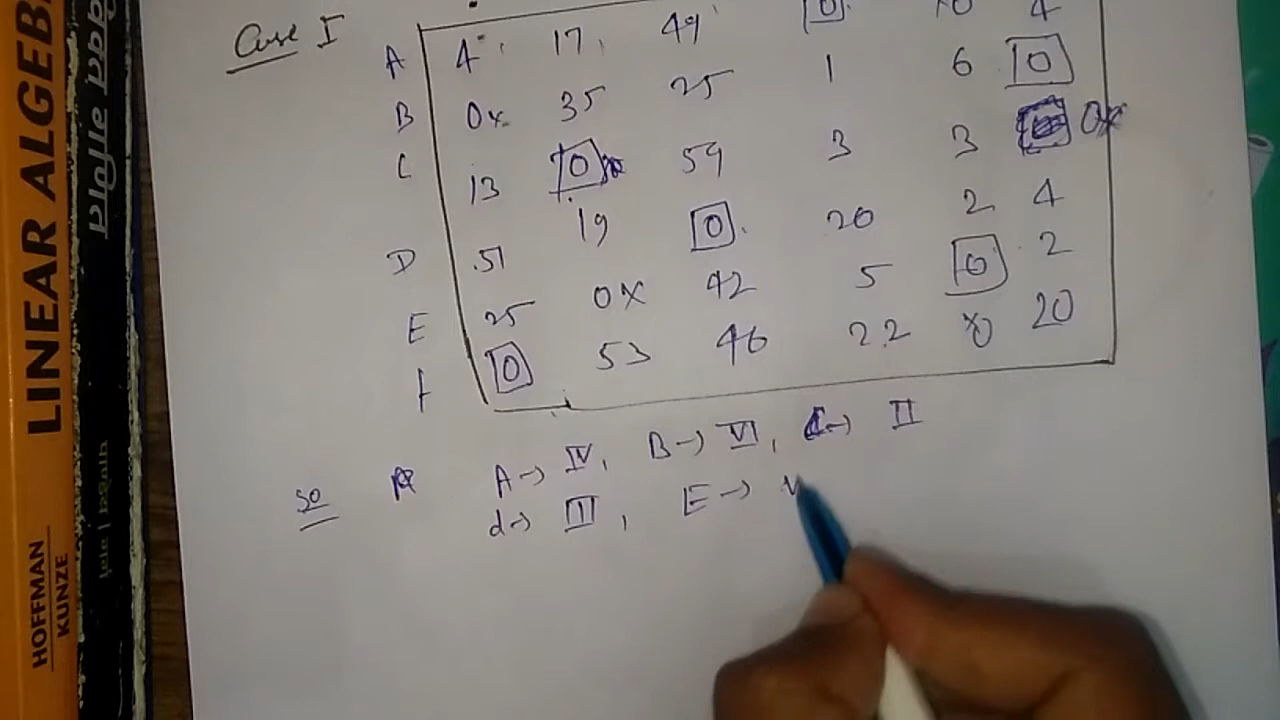 Case I
A 4 17 49 0 10 4
B 0x 35 25 1 6 0
C 13 0 59 3 3 0x
D 51 19 0 20 2 4
E 25 0x 42 5 0 2
F 0 53 46 22 x0 20
so A→ IV, B→ VI, C→ II
d→ III, E→ V
LINEAR ALGEBRA
HOFFMAN
KUNZE